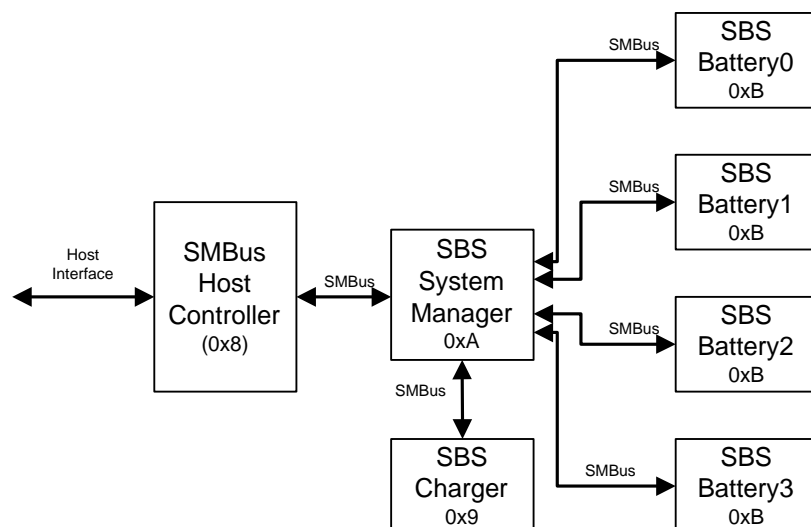 Host
Interface
SMBus
Host
Controller
(0x8)
SMBus
SBS
System
Manager
0xA
SMBus
SBS
Charger
0x9
SMBus
SBS
Battery0
0xB
SMBus
SBS
Battery1
0xB
SMBus
SBS
Battery2
0xB
SMBus
SBS
Battery3
0xB